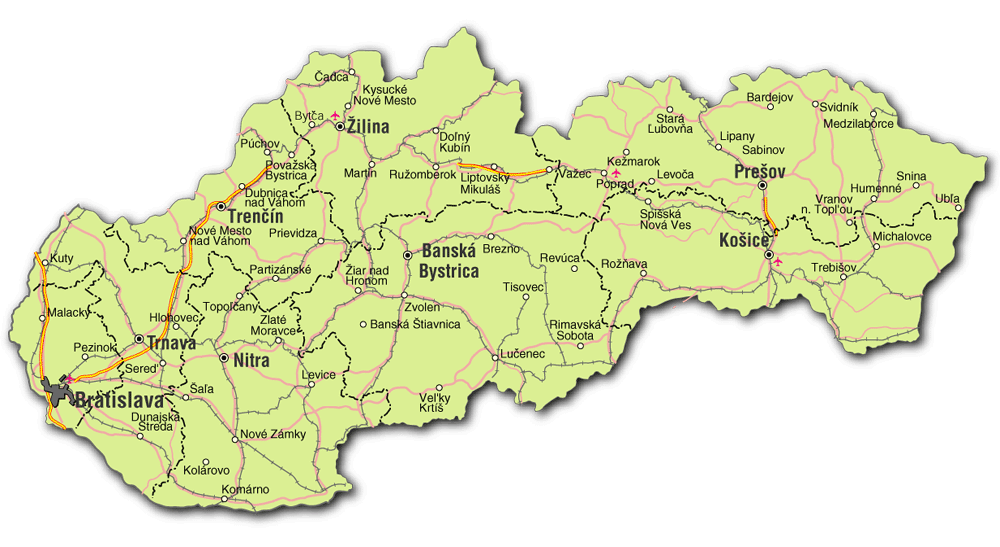 Čadca
Kysucké
Nové Mesto
Bytča
Žilina
Púchov
Považská
Bystrica
Martin
Doľný
Kubín
Ružomberok
Liptovský
Mikuláš
Važec
Kežmarok
Poprad
Levoča
Stará
Lubovňa
Bardejov
Svidník
Medzilaborce
Lipany
Sabinov
Prešov
Snina
Humenné
Vranov
n. Topľou
Ubľa
Dubnica
nad Váhom
Trenčín
Nové Mesto
nad Váhom
Prievidza
Spišská
Nová Ves
Košice
Michalovce
Trebišov
Kuty
Banská
Bystrica
Brezno
Revúca
Rožňava
Partizánské
Žiar nad
Hronom
Tisovec
Topoľčany
Zvolen
Malacky
Hlohovec
Zlaté
Moravce
Banská Štiavnica
Rimavská
Sobota
Pezinok
Trnava
Nitra
Lučenec
Sereď
Levice
Šaľa
Veľký
Krtíš
Bratislava
Dunajská
Streda
Nové Zámky
Kolárovo
Komárno